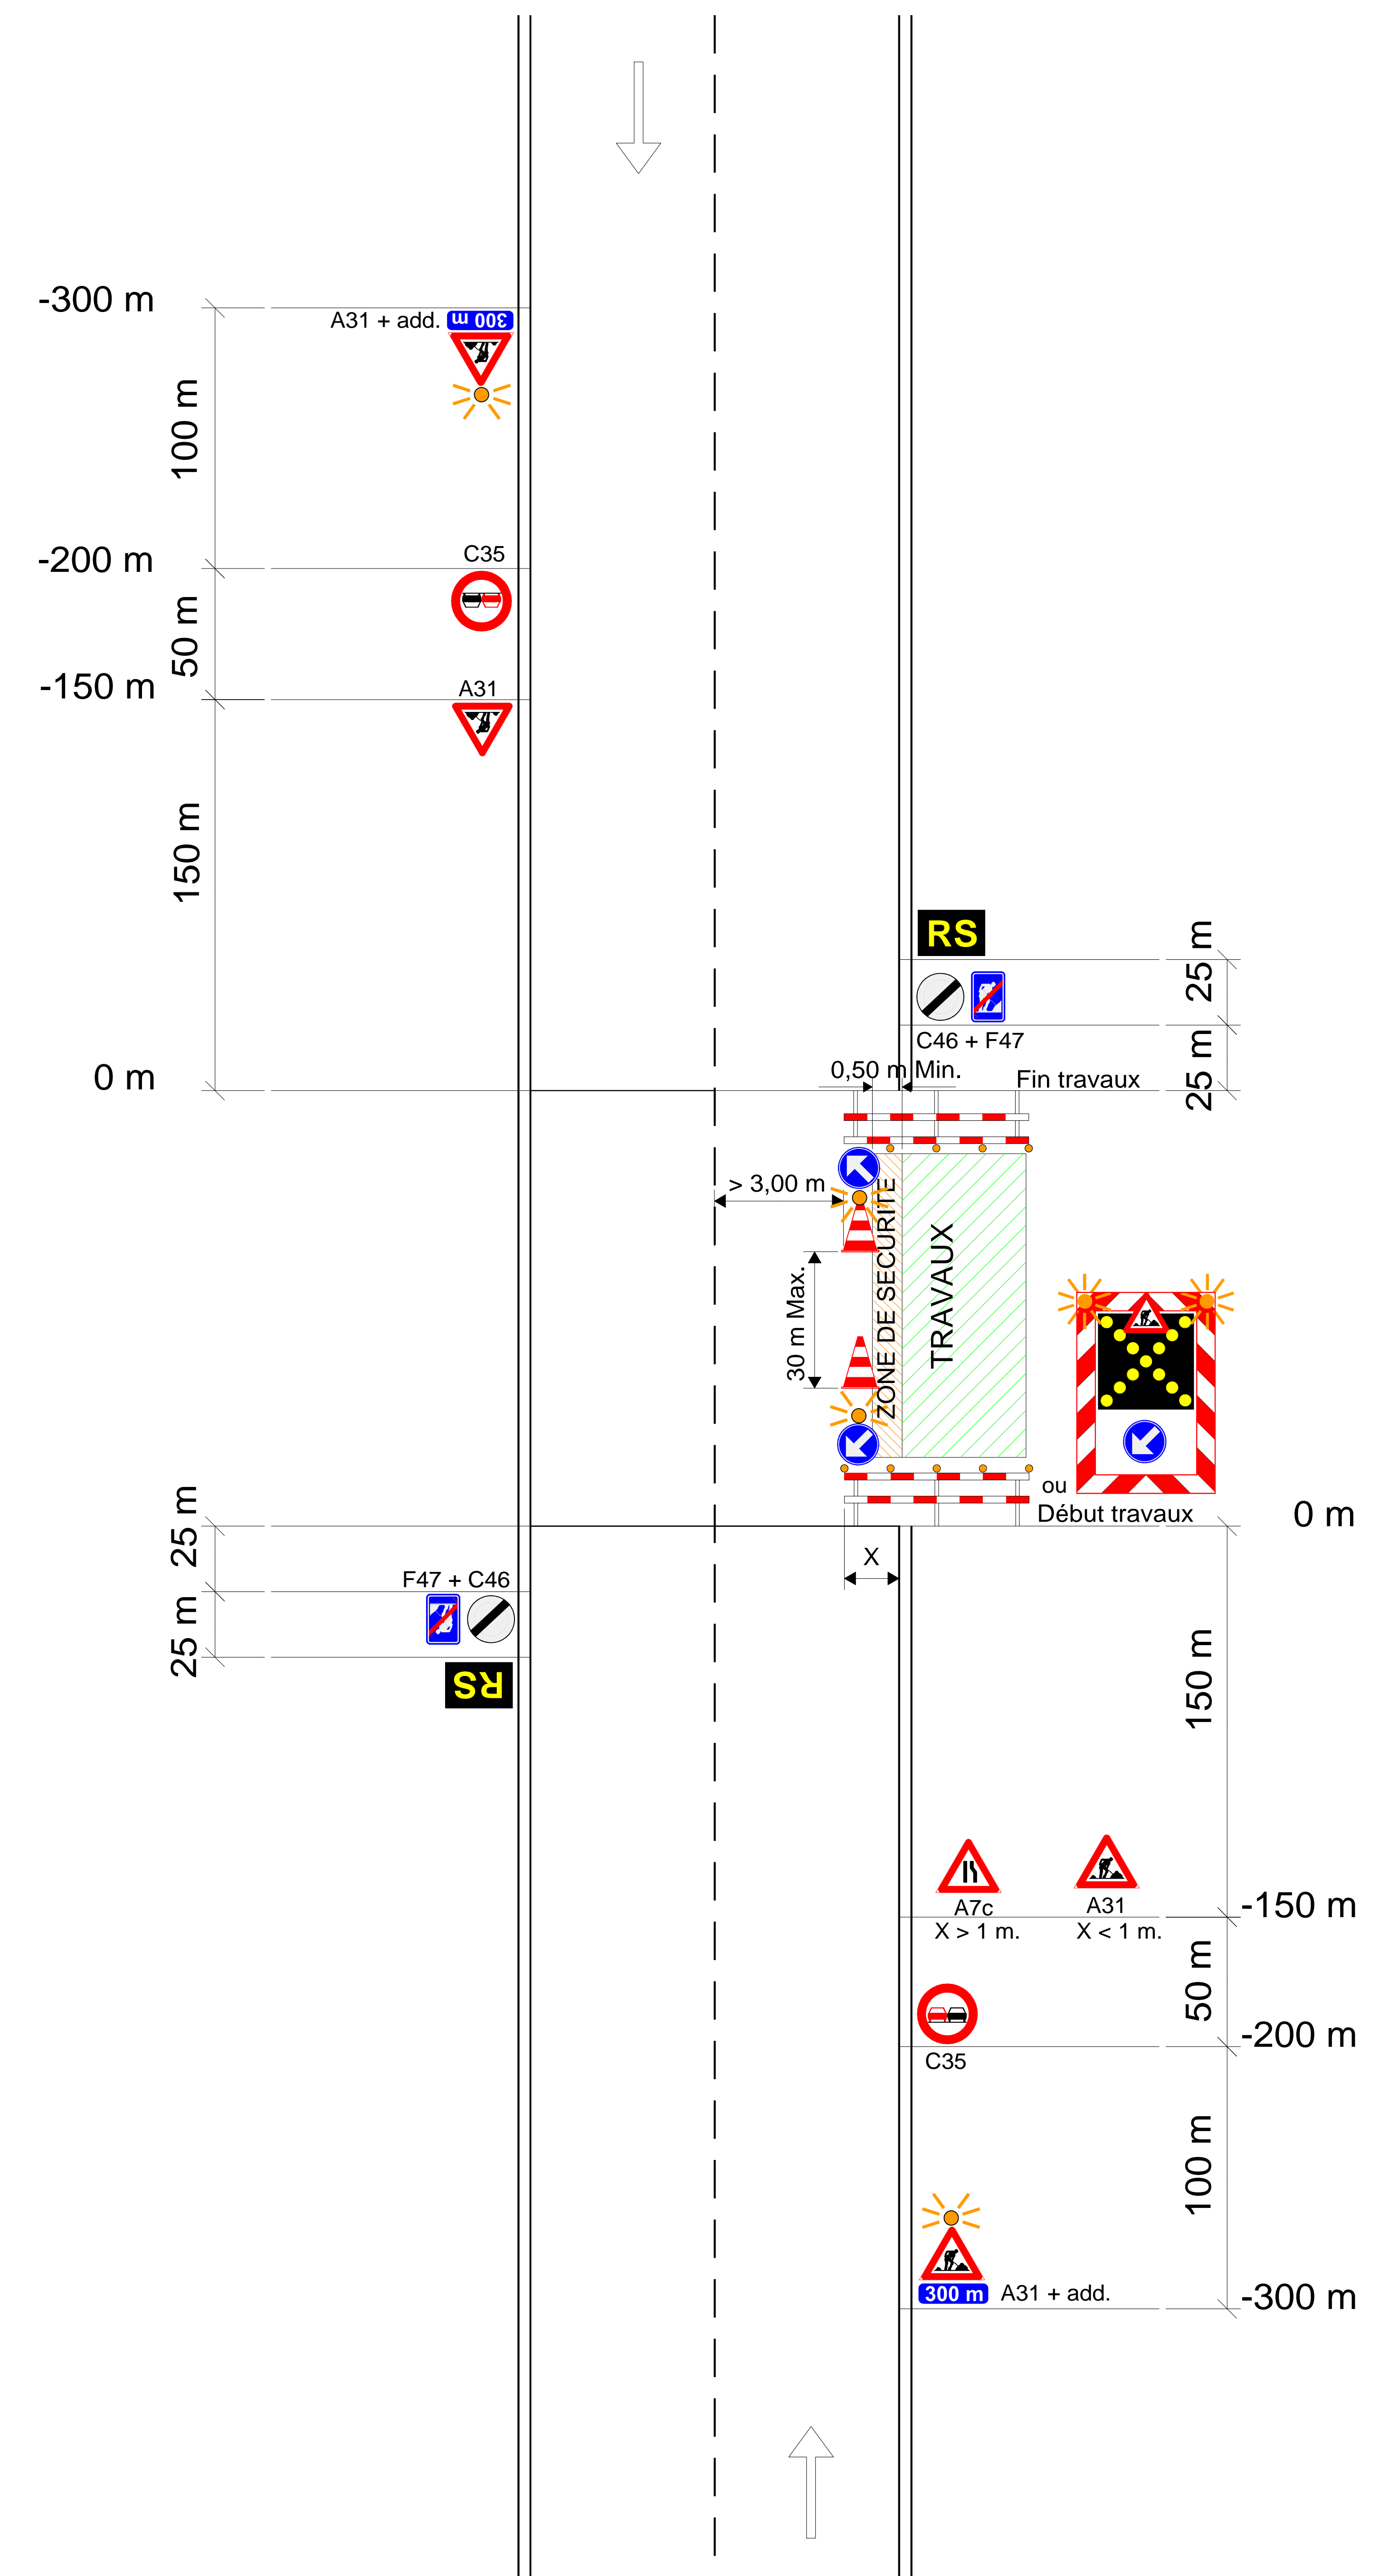 -300 m
A31 + add.
300 m
100 m
-200 m
C35
50 m
-150 m
A31
150 m
RS
25 m
C46 + F47
25 m
0,50 m Min.
Fin travaux
0 m
> 3,00 m
30 m Max.
ZONE DE SECURITE
TRAVAUX
ou
Début travaux
0 m
25 m
X
F47 + C46
25 m
RS
150 m
A7c
X > 1 m.
A31
X < 1 m.
-150 m
50 m
-200 m
C35
100 m
300 m
A31 + add.
-300 m